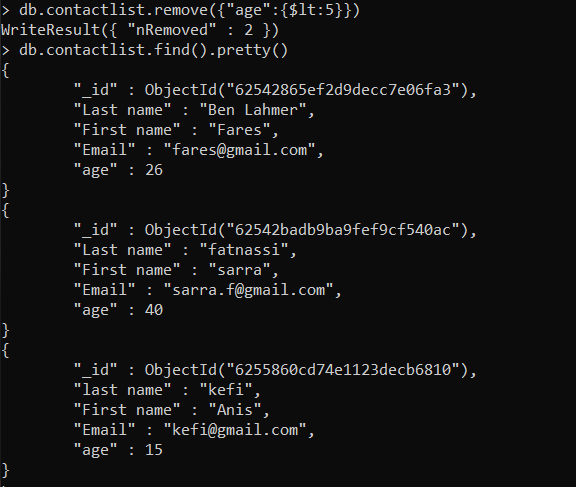 > db.contactlist.remove({"age":{$lt:5}})
WriteResult({ "nRemoved" : 2 })
> db.contactlist.find().pretty()
{
        "_id" : ObjectId("62542865ef2d9decc7e06fa3"),
        "Last name" : "Ben Lahmer",
        "First name" : "Fares",
        "Email" : "fares@gmail.com",
        "age" : 26
}
{
        "_id" : ObjectId("62542badb9ba9fef9cf540ac"),
        "Last name" : "fatnassi",
        "First name" : "sarra",
        "Email" : "sarra.f@gmail.com",
        "age" : 40
}
{
        "_id" : ObjectId("6255860cd74e1123decb6810"),
        "last name" : "kefi",
        "First name" : "Anis",
        "Email" : "kefi@gmail.com",
        "age" : 15
}